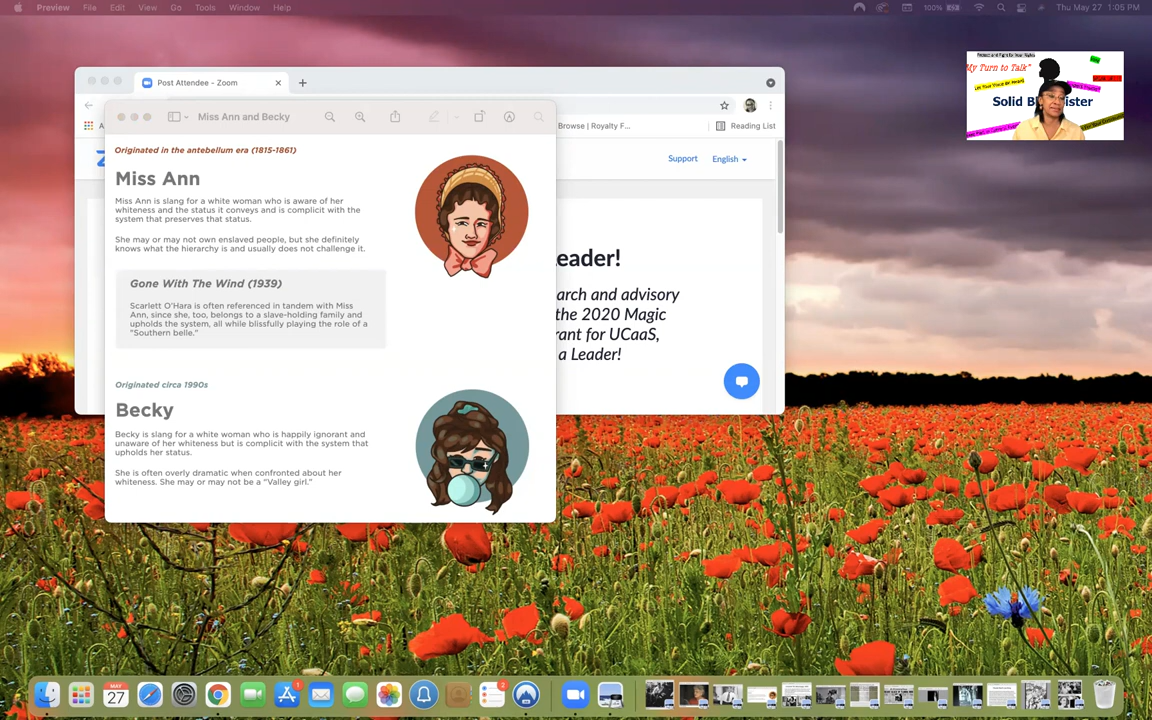 Preview File Edit View Go Tools Window Help
100% Thu May 27 1:05 PM
Post Attendee - Zoom
Miss Ann and Becky
Browse | Royalty F...
Reading List
Support English
Originated in the antebellum era (1815-1861)
Miss Ann
Miss Ann is slang for a white woman who is aware of her
whiteness and the status it conveys and is complicit with the
system that preserves that status.
She may or may not own enslaved people, but she definitely
knows what the hierarchy is and usually does not challenge it.
Gone With The Wind (1939)
Scarlett O'Hara is often referenced in tandem with Miss
Ann, since she, too, belongs to a slave-holding family and
upholds the system, all while blissfully playing the role of a
"Southern belle."
Originated circa 1990s
Becky
Becky is slang for a white woman who is happily ignorant and
unaware of her whiteness but is complicit with the system that
upholds her status.
She is often overly dramatic when confronted about her
whiteness. She may or may not be a "Valley girl."
eader!
arch and advisory
the 2020 Magic
rant for UCaaS,
a Leader!
"My Turn to Talk"
Solid B ister
MAY
27
1
2